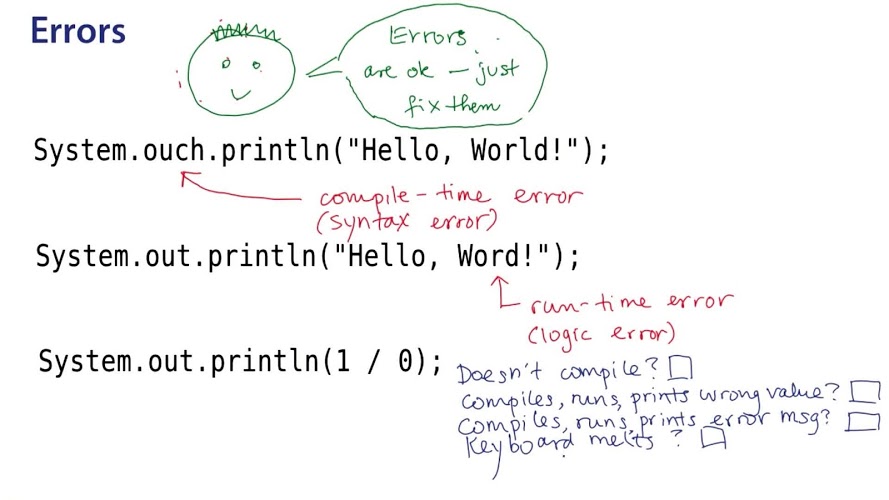 Errors
Errors
are ok — just
fix them
System.ouch.println("Hello, World!");
compile-time error
(syntax error)
System.out.println("Hello, Word!");
run-time error
(logic error)
System.out.println(1 / 0);
Doesn't compile?
Compiles, runs, prints wrong value?
Compiles, runs, prints error msg?
Keyboard melts?